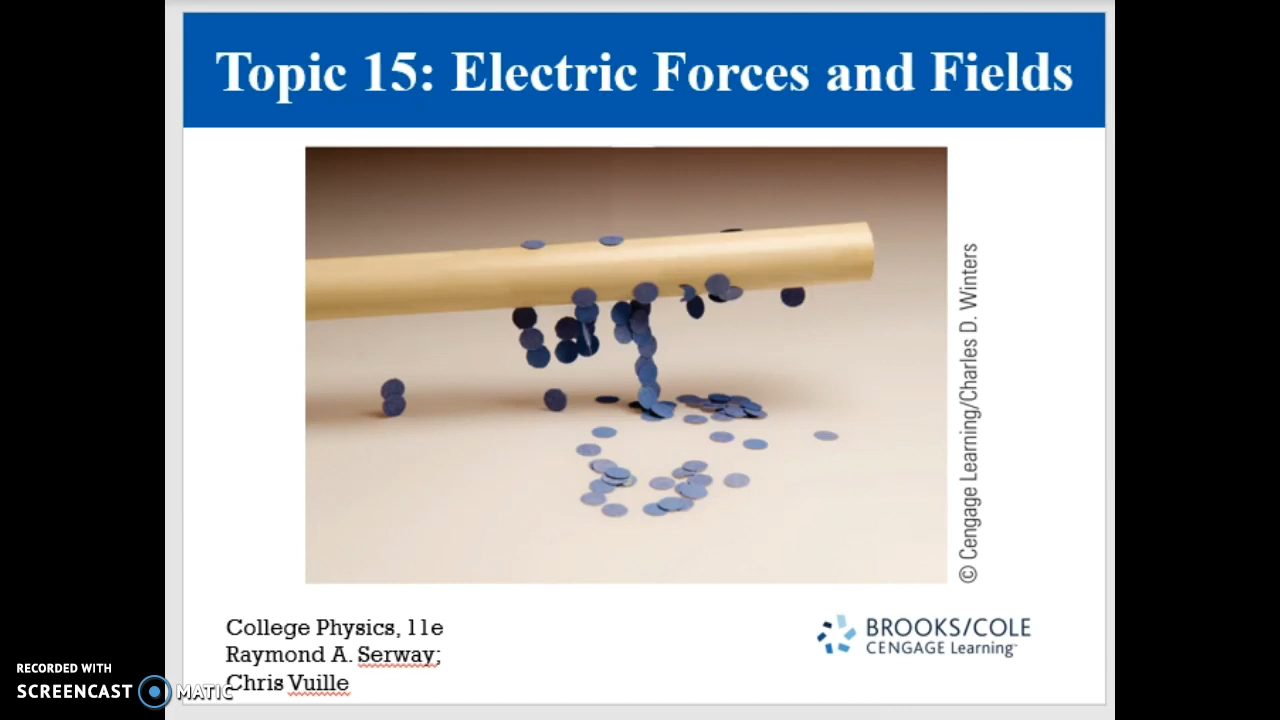 Topic 15: Electric Forces and Fields
© Cengage Learning/Charles D. Winters
College Physics, 11e
Raymond A. Serway;
Chris Vuille
BROOKS/COLE
CENGAGE Learning™
RECORDED WITH
SCREENCAST MATIC